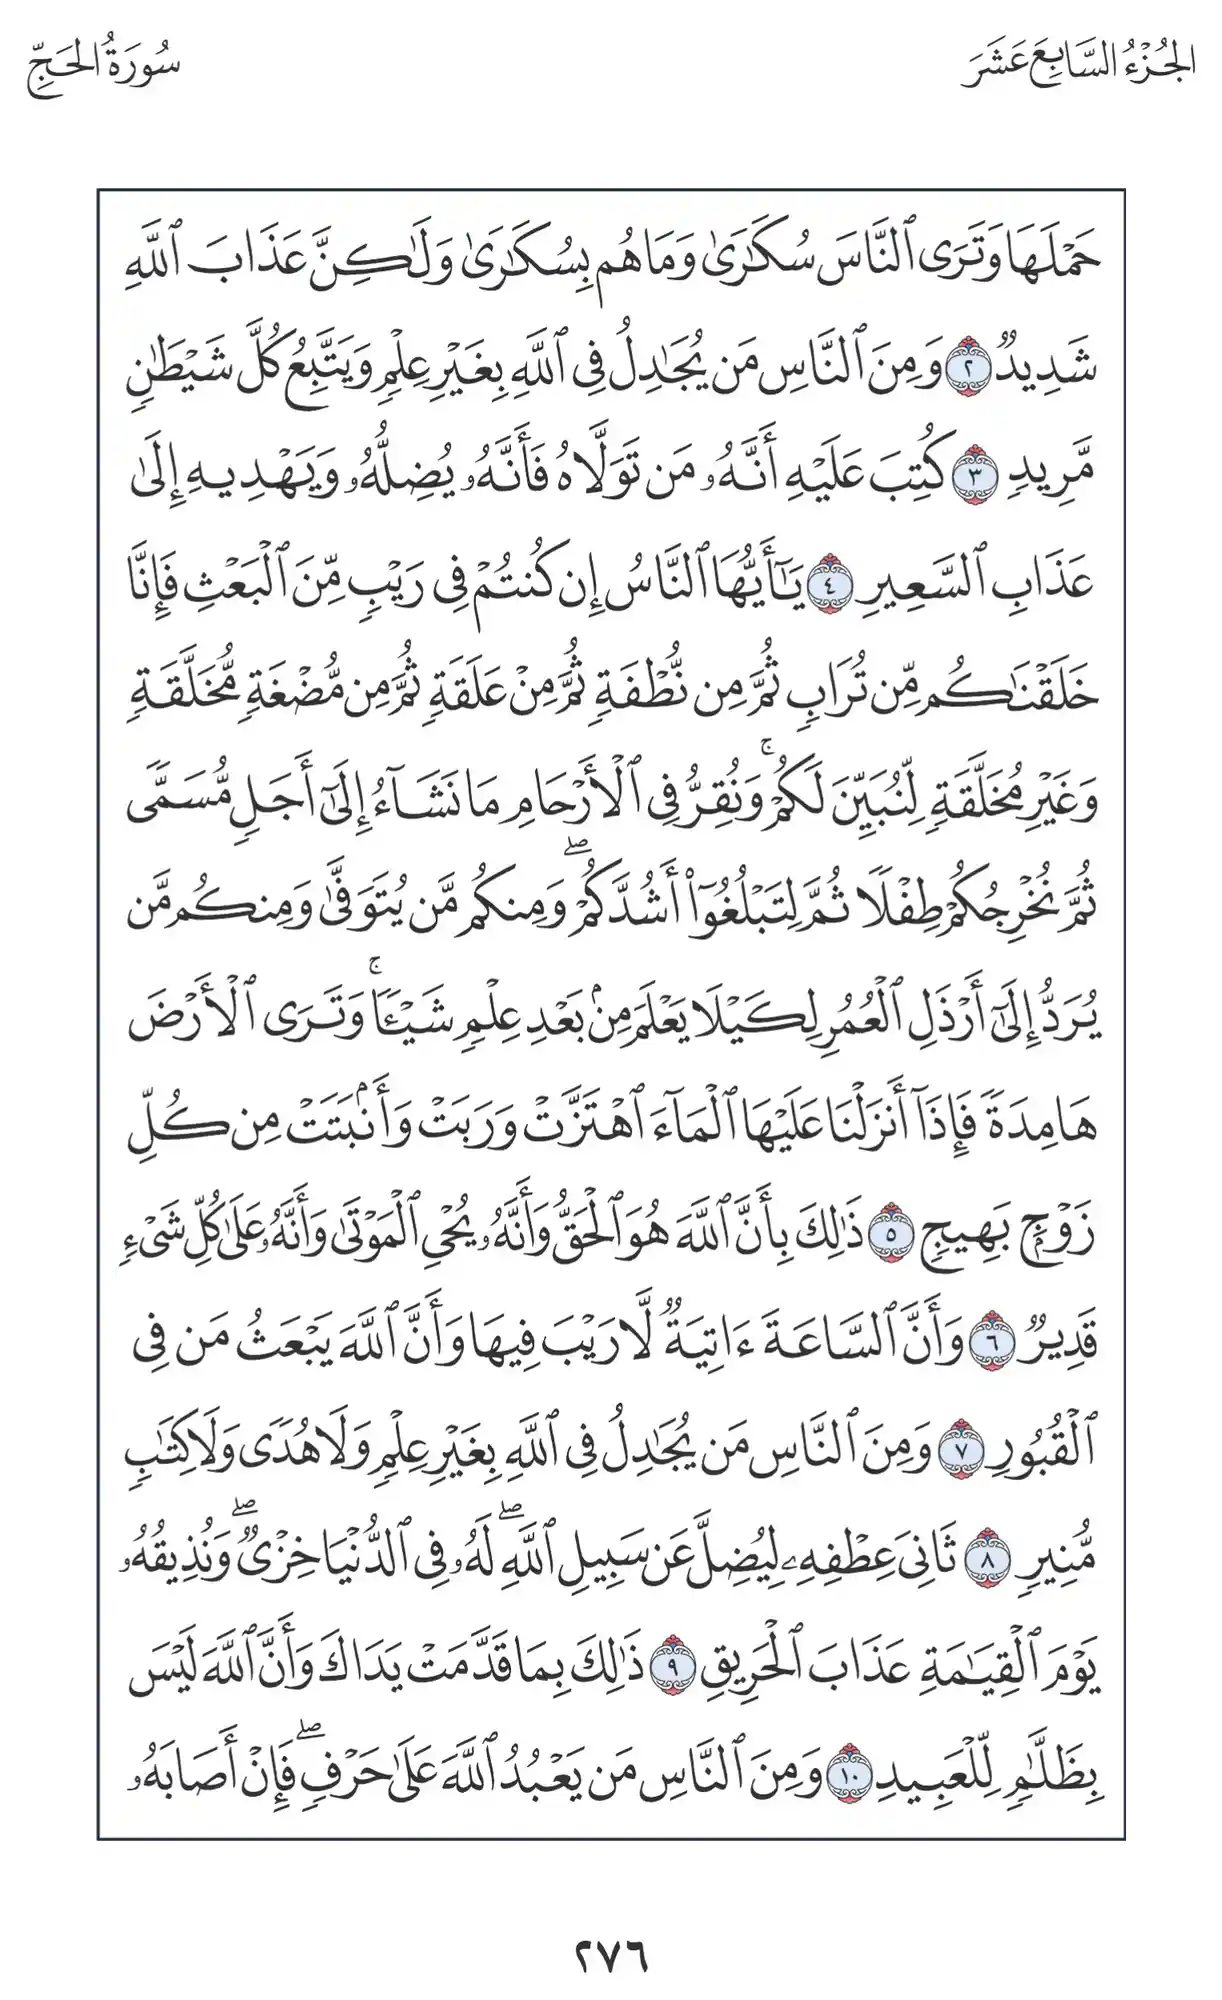 الجُزْءُ السَّابِعَ عَشَرَ
سُورَةُ الحَجِّ
حَمْلَهَا وَتَرَى ٱلنَّاسَ سُكَٰرَىٰ وَمَا هُم بِسُكَٰرَىٰ وَلَٰكِنَّ عَذَابَ ٱللَّهِ
شَدِيدٌ ٢ وَمِنَ ٱلنَّاسِ مَن يُجَٰدِلُ فِي ٱللَّهِ بِغَيْرِ عِلْمٍ وَيَتَّبِعُ كُلَّ شَيْطَٰنٍ
مَّرِيدٍ ٣ كُتِبَ عَلَيْهِ أَنَّهُۥ مَن تَوَلَّاهُ فَأَنَّهُۥ يُضِلُّهُۥ وَيَهْدِيهِ إِلَىٰ
عَذَابِ ٱلسَّعِيرِ ٤ يَٰٓأَيُّهَا ٱلنَّاسُ إِن كُنتُمْ فِي رَيْبٍ مِّنَ ٱلْبَعْثِ فَإِنَّا
خَلَقْنَٰكُم مِّن تُرَابٍ ثُمَّ مِن نُّطْفَةٍ ثُمَّ مِنْ عَلَقَةٍ ثُمَّ مِن مُّضْغَةٍ مُّخَلَّقَةٍ
وَغَيْرِ مُخَلَّقَةٍ لِّنُبَيِّنَ لَكُمْۚ وَنُقِرُّ فِي ٱلْأَرْحَامِ مَا نَشَآءُ إِلَىٰٓ أَجَلٍ مُّسَمًّى
ثُمَّ نُخْرِجُكُمْ طِفْلًا ثُمَّ لِتَبْلُغُوٓا۟ أَشُدَّكُمْۖ وَمِنكُم مَّن يُتَوَفَّىٰ وَمِنكُم مَّن
يُرَدُّ إِلَىٰٓ أَرْذَلِ ٱلْعُمُرِ لِكَيْلَا يَعْلَمَ مِنۢ بَعْدِ عِلْمٍ شَيْـًٔاۚ وَتَرَى ٱلْأَرْضَ
هَامِدَةً فَإِذَآ أَنزَلْنَا عَلَيْهَا ٱلْمَآءَ ٱهْتَزَّتْ وَرَبَتْ وَأَنۢبَتَتْ مِن كُلِّ
زَوْجٍۭ بَهِيجٍ ٥ ذَٰلِكَ بِأَنَّ ٱللَّهَ هُوَ ٱلْحَقُّ وَأَنَّهُۥ يُحْيِ ٱلْمَوْتَىٰ وَأَنَّهُۥ عَلَىٰ كُلِّ شَىْءٍ
قَدِيرٌ ٦ وَأَنَّ ٱلسَّاعَةَ ءَاتِيَةٌ لَّا رَيْبَ فِيهَا وَأَنَّ ٱللَّهَ يَبْعَثُ مَن فِي
ٱلْقُبُورِ ٧ وَمِنَ ٱلنَّاسِ مَن يُجَٰدِلُ فِي ٱللَّهِ بِغَيْرِ عِلْمٍ وَلَا هُدًى وَلَا كِتَٰبٍ
مُّنِيرٍ ٨ ثَانِيَ عِطْفِهِۦ لِيُضِلَّ عَن سَبِيلِ ٱللَّهِۖ لَهُۥ فِي ٱلدُّنْيَا خِزْيٌۖ وَنُذِيقُهُۥ
يَوْمَ ٱلْقِيَٰمَةِ عَذَابَ ٱلْحَرِيقِ ٩ ذَٰلِكَ بِمَا قَدَّمَتْ يَدَاكَ وَأَنَّ ٱللَّهَ لَيْسَ
بِظَلَّٰمٍ لِّلْعَبِيدِ ١٠ وَمِنَ ٱلنَّاسِ مَن يَعْبُدُ ٱللَّهَ عَلَىٰ حَرْفٍۖ فَإِنْ أَصَابَهُۥ
٢٧٦